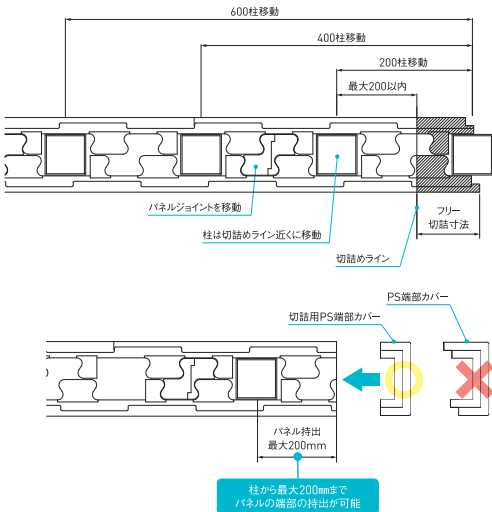 600柱移動
400柱移動
200柱移動
最大200以内
パネルジョイントを移動
柱は切詰めライン近くに移動
フリー
切詰寸法
切詰めライン
PS端部カバー
切詰用PS端部カバー
パネル持出
最大200mm
柱から最大200㎜まで
パネルの端部の持出が可能